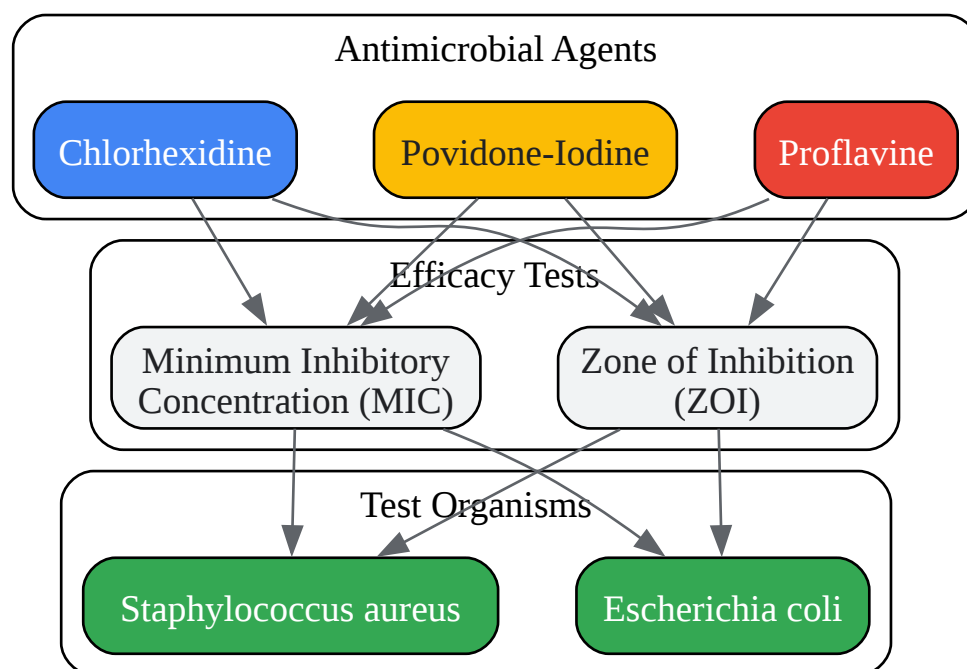 Antimicrobial Agents
Chlorhexidine
Povidone-Iodine
Proflavine
Efficacy Tests
Minimum Inhibitory
Concentration (MIC)
Zone of Inhibition
(ZOI)
Test Organisms
Staphylococcus aureus
Escherichia coli